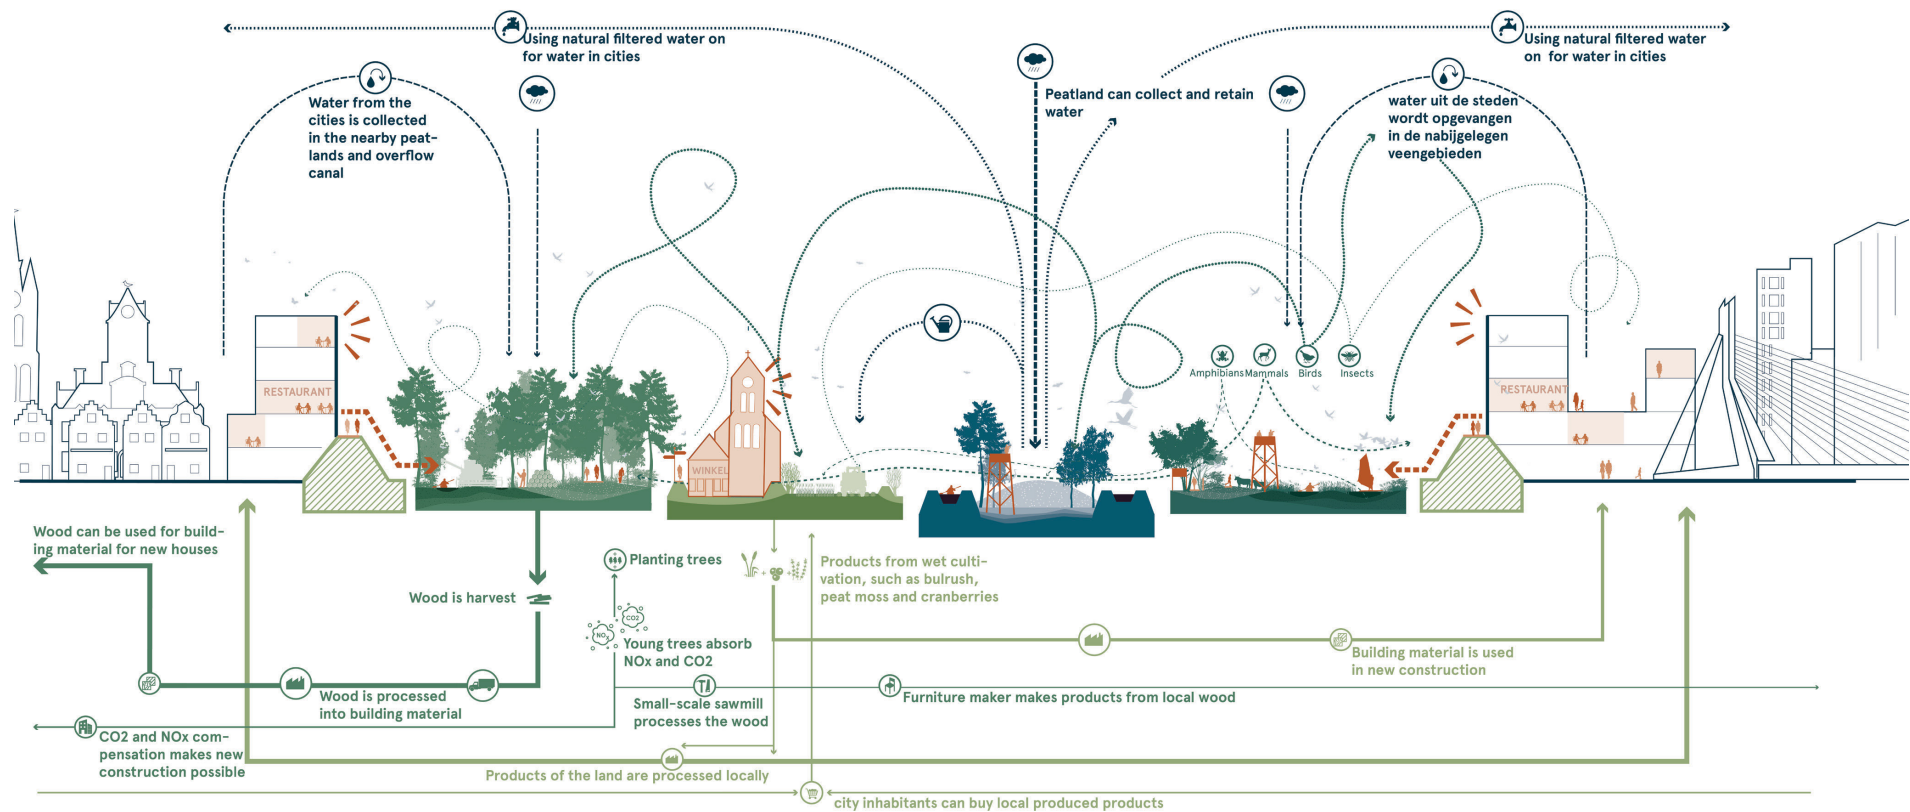 Using natural filtered water on
for water in cities
Using natural filtered water
on for water in cities
Water from the
cities is collected
in the nearby peat-
lands and overflow
canal
Peatland can collect and retain
water
water uit de steden
wordt opgevangen
in de nabijgelegen
veengebieden
Amphibians
Mammals
Birds
Insects
RESTAURANT
RESTAURANT
WINKEL
Wood can be used for build-
ing material for new houses
Wood is harvest
Planting trees
CO2
NOx
Young trees absorb
NOx and CO2
Products from wet culti-
vation, such as bulrush,
peat moss and cranberries
Building material is used
in new construction
Wood is processed
into building material
Small-scale sawmill
processes the wood
Furniture maker makes products from local wood
CO2 and NOx com-
pensation makes new
construction possible
Products of the land are processed locally
city inhabitants can buy local produced products